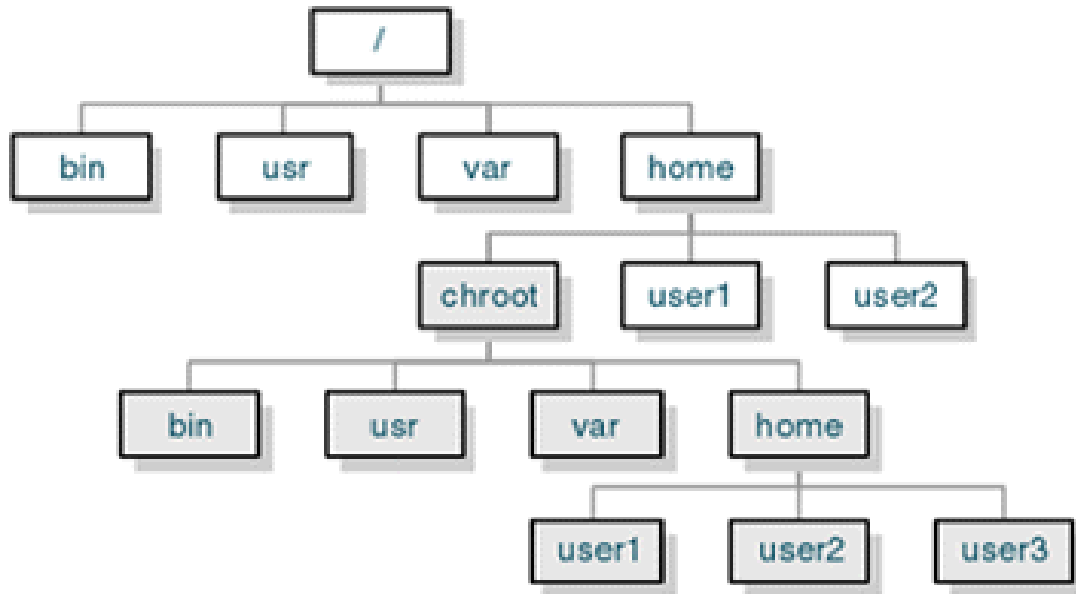 /
bin usr var home
chroot user1 user2
bin usr var home
user1 user2 user3